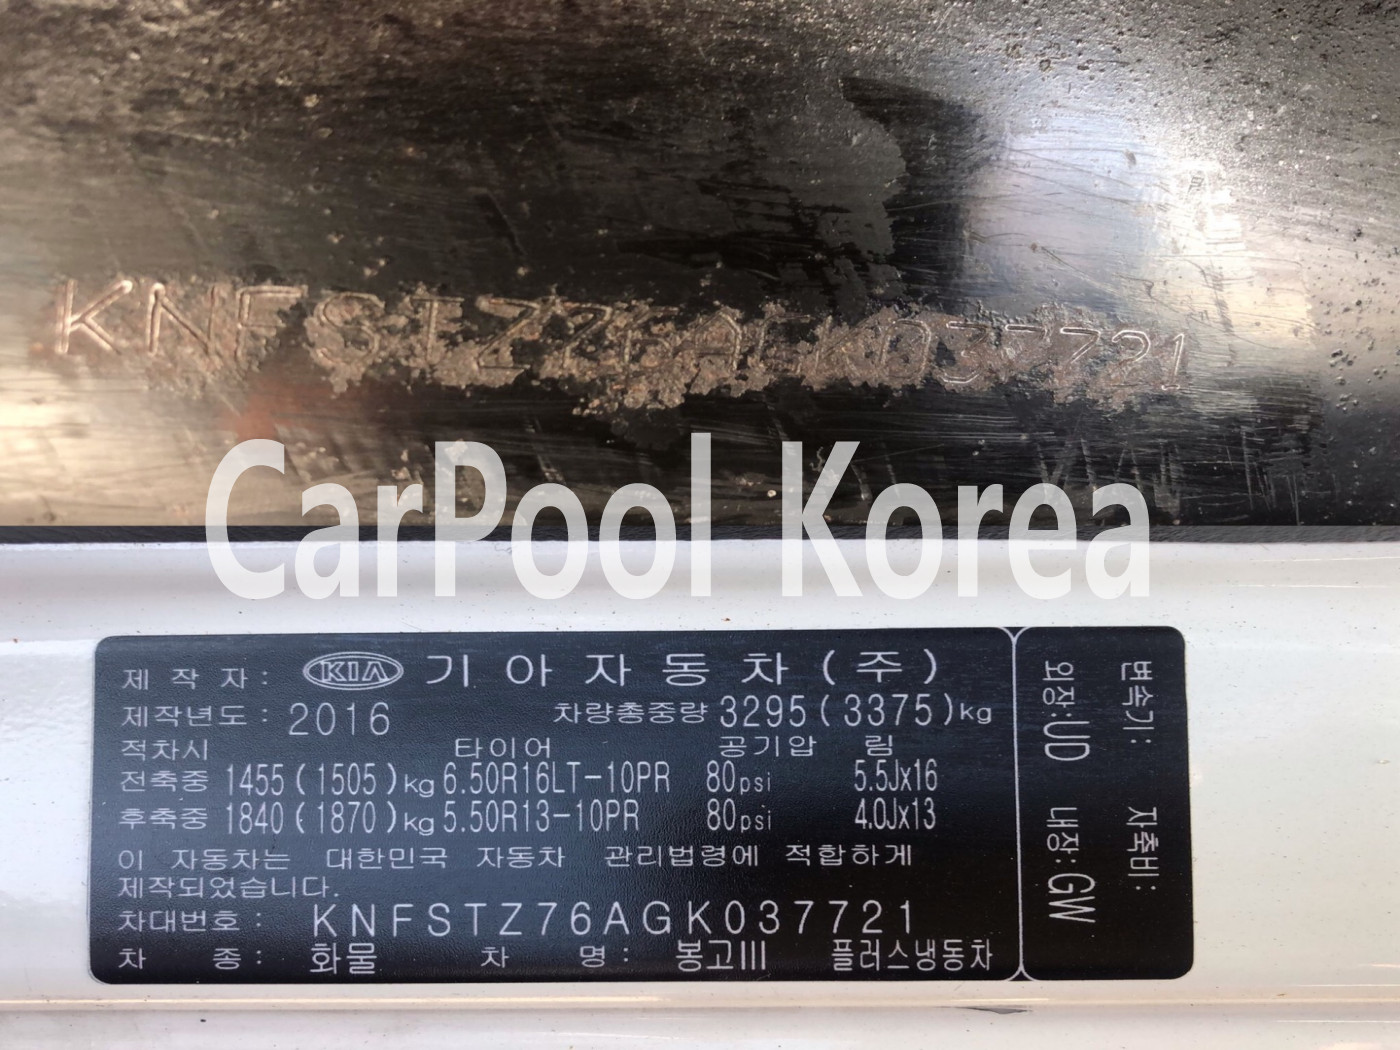 KNFSTZ76AGK037721
CarPool Korea
제 작 자 : KIA 기 아 자 동 차 ( 주 )
제작년도 : 2016 차량총중량 3295 ( 3375 ) kg
적차시 타이어 공기압 림
전축중 1455 ( 1505 ) kg 6.50R16LT-10PR 80psi 5.5Jx16
후축중 1840 ( 1870 ) kg 5.50R13-10PR 80psi 4.0Jx13
이 자동차는 대한민국 자동차 관리법령에 적합하게
제작되었습니다.
차대번호 : KNFSTZ76AGK037721
차 종 : 화물 차 명 : 봉고III 플러스냉동차
변속기: 자축비:
외장:UD 내장:GW